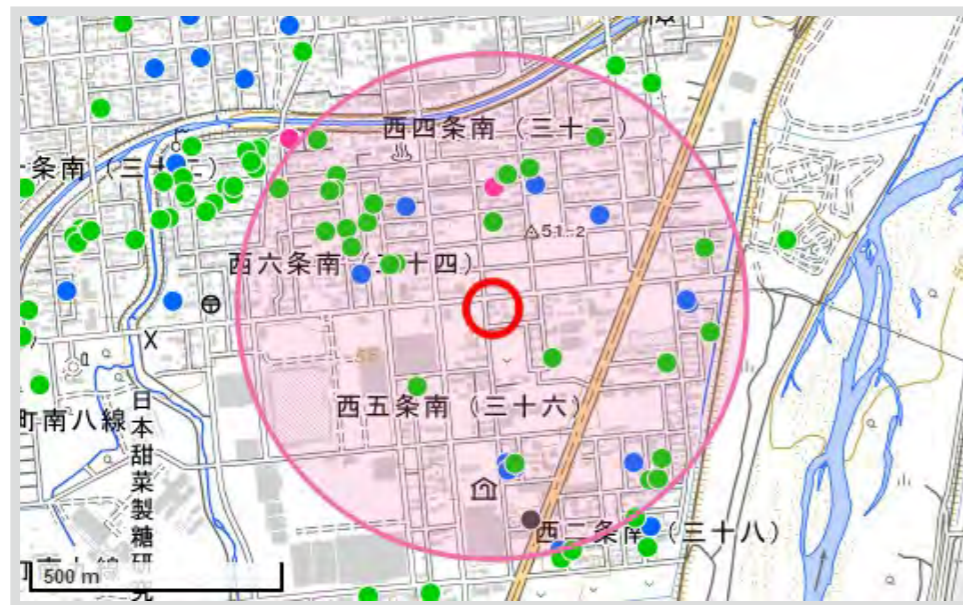 西四条南（三十二）
条南（三十二）
51.2
西六条南（三十四）
55
西五条南（三十六）
町南八線
日本甜菜製糖研究
西二条南（三十八）
500 m